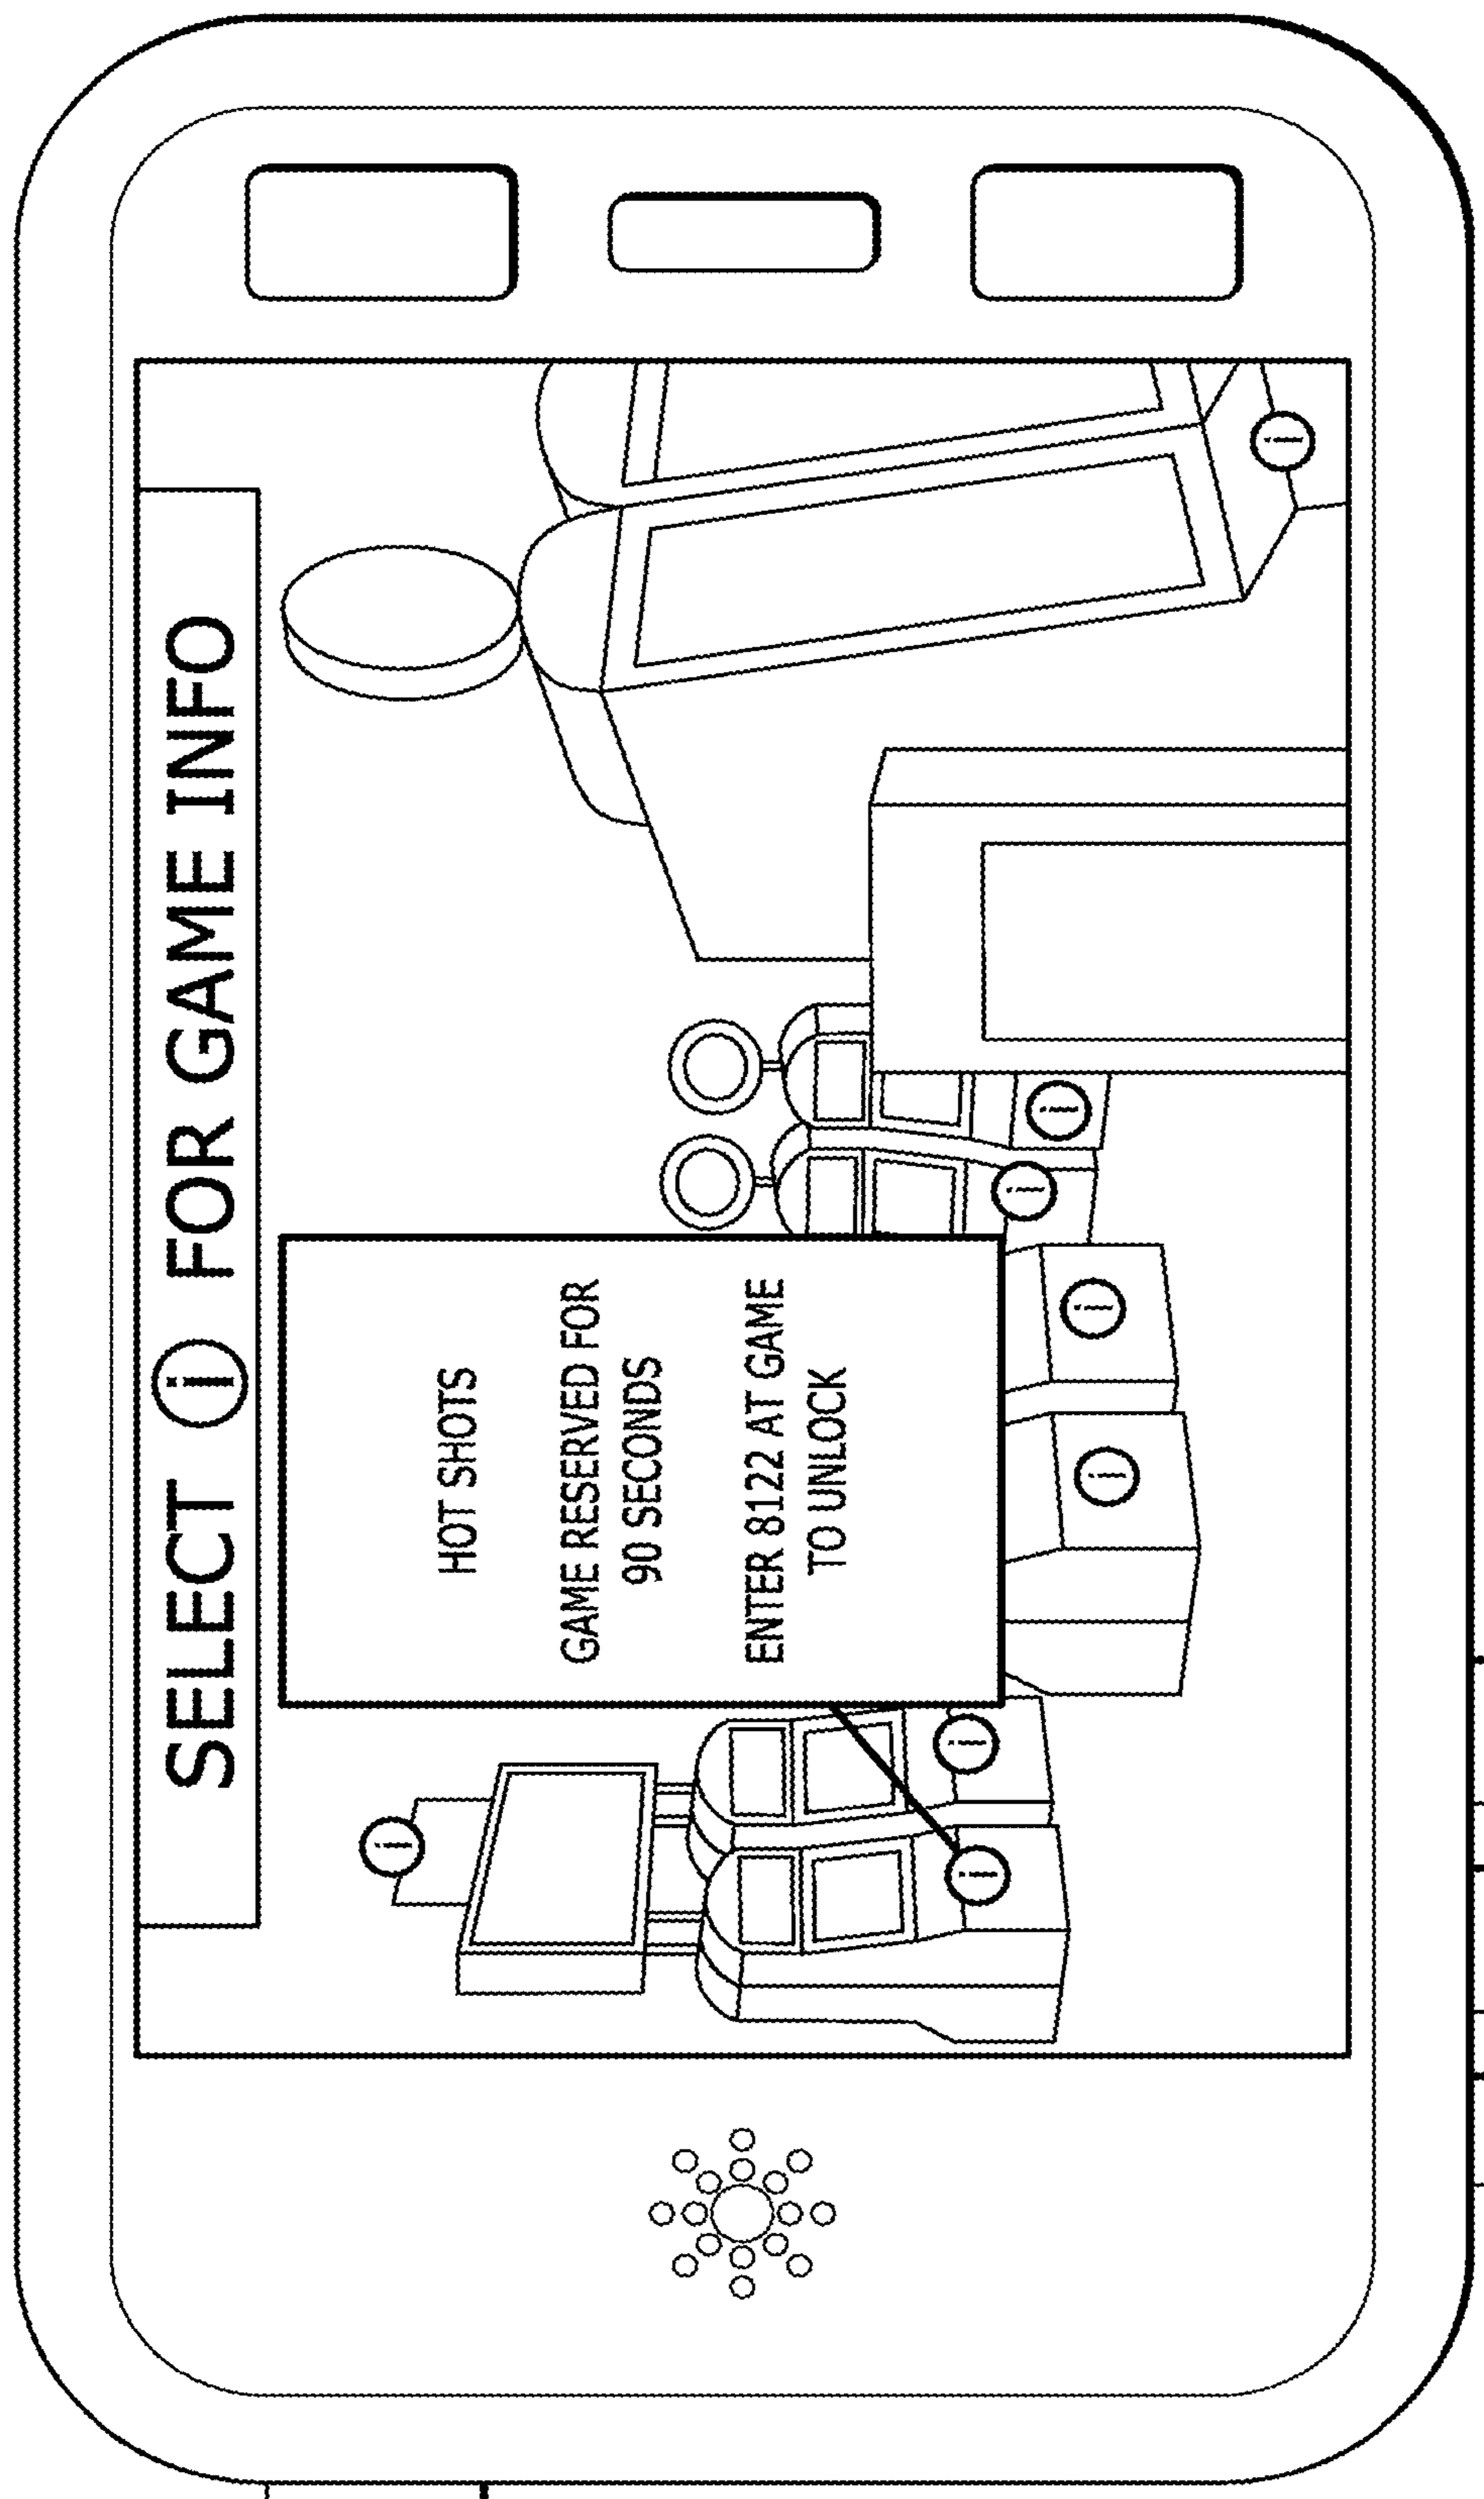 SELECT ⓘ FOR GAME INFO
HOT SHOTS
GAME RESERVED FOR
90 SECONDS
ENTER 8122 AT GAME
TO UNLOCK
i
i
i
i
i
i
i
i